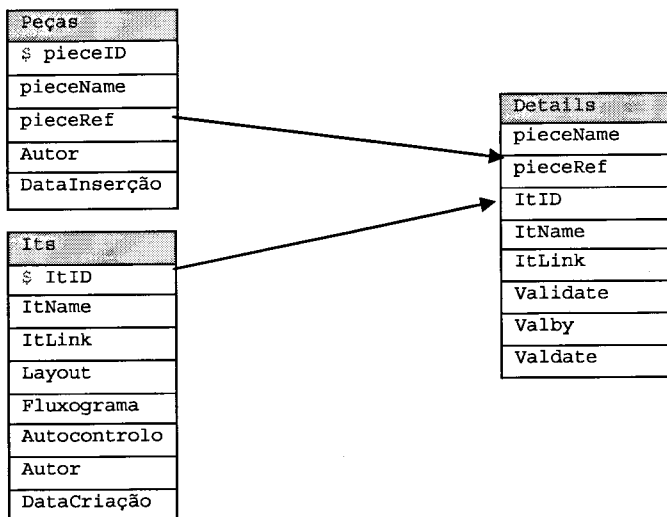 Peças
$ pieceID
pieceName
pieceRef
Autor
DataInserção
Its
$ ItID
ItName
ItLink
Layout
Fluxograma
Autocontrolo
Autor
DataCriação
Details
pieceName
pieceRef
ItID
ItName
ItLink
Validate
Valby
Valdate